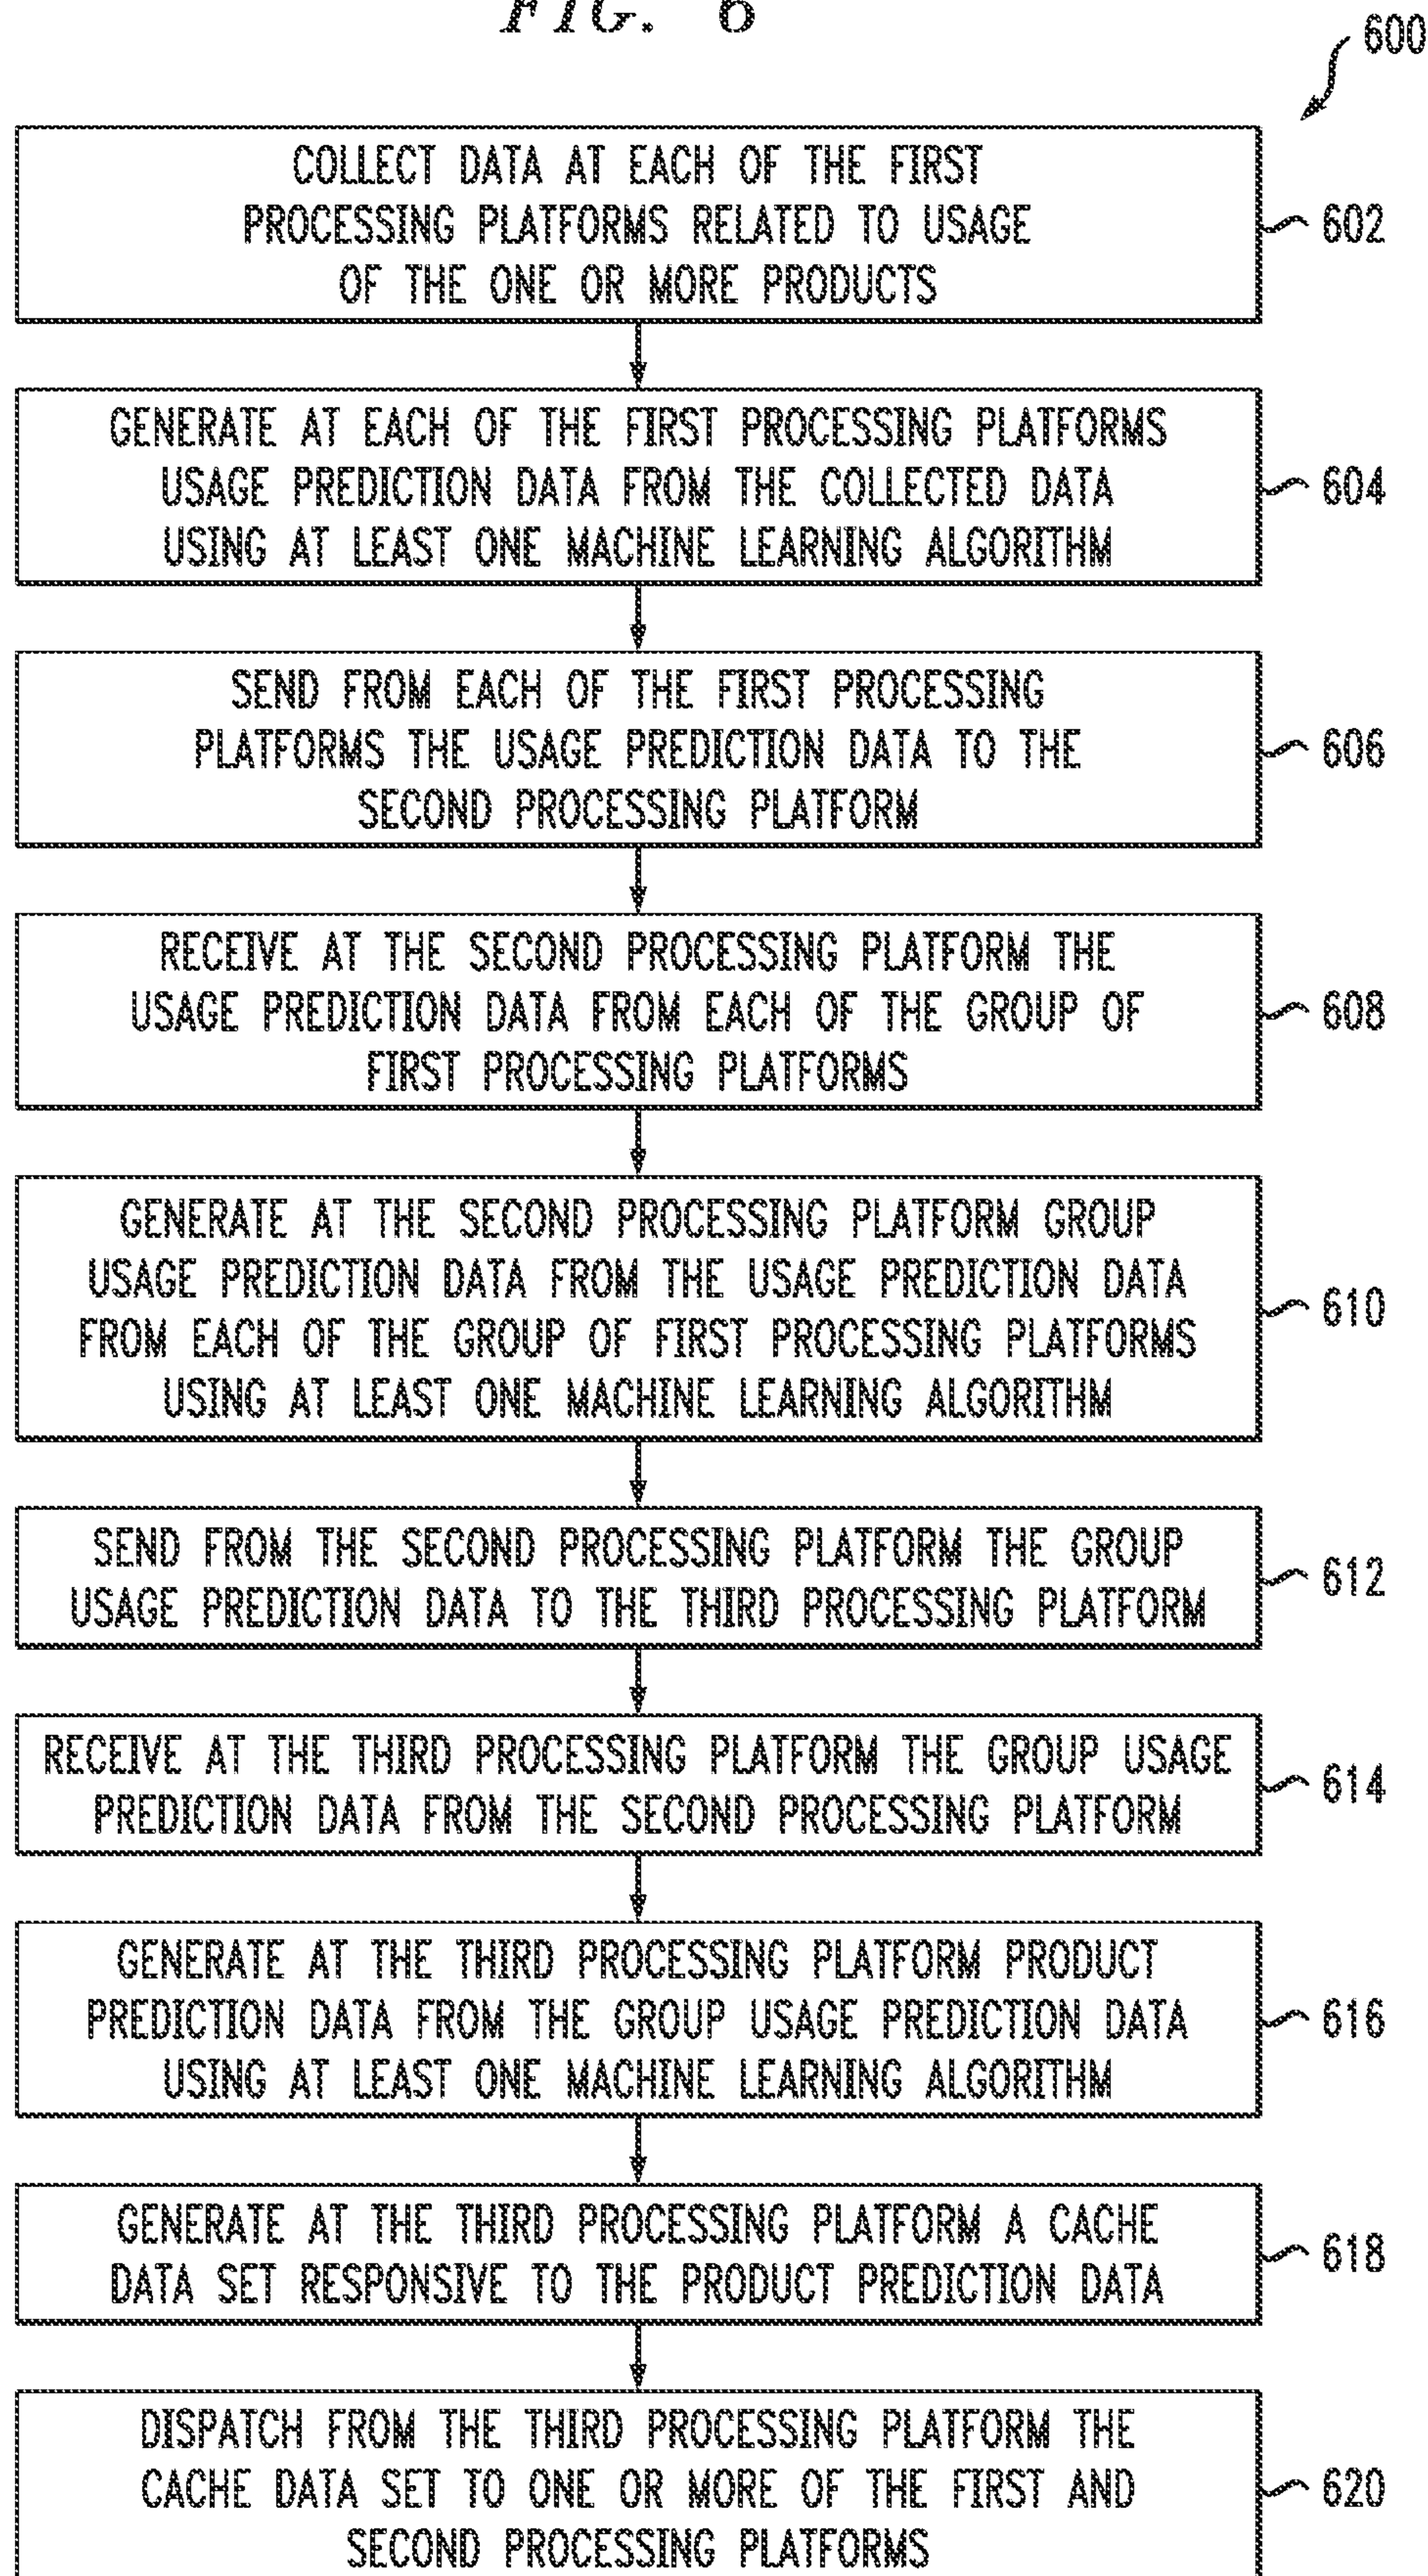 FIG. 6
600
COLLECT DATA AT EACH OF THE FIRST
PROCESSING PLATFORMS RELATED TO USAGE
OF THE ONE OR MORE PRODUCTS
602
GENERATE AT EACH OF THE FIRST PROCESSING PLATFORMS
USAGE PREDICTION DATA FROM THE COLLECTED DATA
USING AT LEAST ONE MACHINE LEARNING ALGORITHM
604
SEND FROM EACH OF THE FIRST PROCESSING
PLATFORMS THE USAGE PREDICTION DATA TO THE
SECOND PROCESSING PLATFORM
606
RECEIVE AT THE SECOND PROCESSING PLATFORM THE
USAGE PREDICTION DATA FROM EACH OF THE GROUP OF
FIRST PROCESSING PLATFORMS
608
GENERATE AT THE SECOND PROCESSING PLATFORM GROUP
USAGE PREDICTION DATA FROM THE USAGE PREDICTION DATA
FROM EACH OF THE GROUP OF FIRST PROCESSING PLATFORMS
USING AT LEAST ONE MACHINE LEARNING ALGORITHM
610
SEND FROM THE SECOND PROCESSING PLATFORM THE GROUP
USAGE PREDICTION DATA TO THE THIRD PROCESSING PLATFORM
612
RECEIVE AT THE THIRD PROCESSING PLATFORM THE GROUP USAGE
PREDICTION DATA FROM THE SECOND PROCESSING PLATFORM
614
GENERATE AT THE THIRD PROCESSING PLATFORM PRODUCT
PREDICTION DATA FROM THE GROUP USAGE PREDICTION DATA
USING AT LEAST ONE MACHINE LEARNING ALGORITHM
616
GENERATE AT THE THIRD PROCESSING PLATFORM A CACHE
DATA SET RESPONSIVE TO THE PRODUCT PREDICTION DATA
618
DISPATCH FROM THE THIRD PROCESSING PLATFORM THE
CACHE DATA SET TO ONE OR MORE OF THE FIRST AND
SECOND PROCESSING PLATFORMS
620